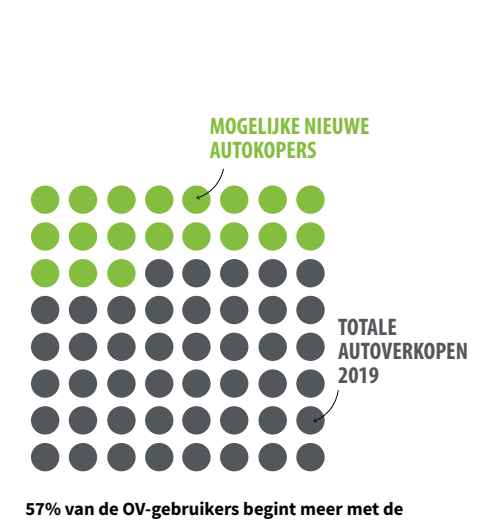 MOGELIJKE NIEUWE
AUTOKOPERS
TOTALE
AUTOVERKOPEN
2019
57% van de OV-gebruikers begint meer met de